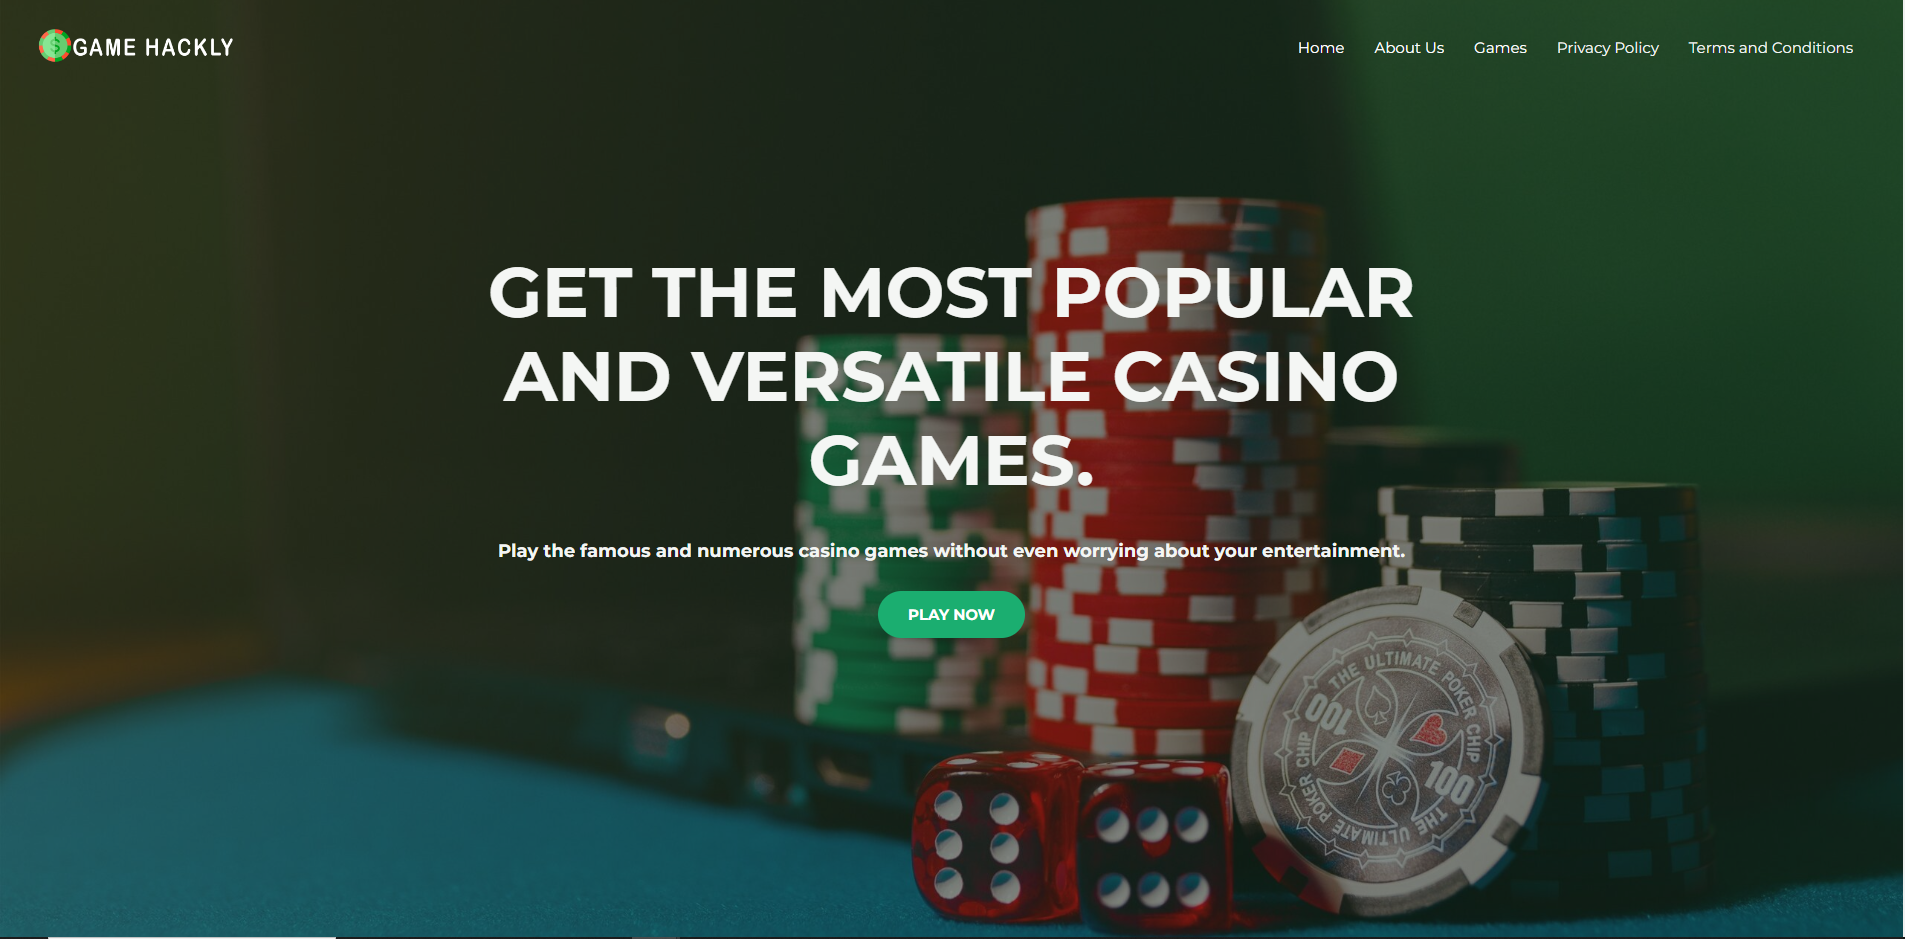 GAME HACKLY
Home About Us Games Privacy Policy Terms and Conditions
GET THE MOST POPULAR
AND VERSATILE CASINO
GAMES.
Play the famous and numerous casino games without even worrying about your entertainment.
PLAY NOW
THE ULTIMATE POKER CHIP
100
100
THE ULTIMATE POKER CHIP